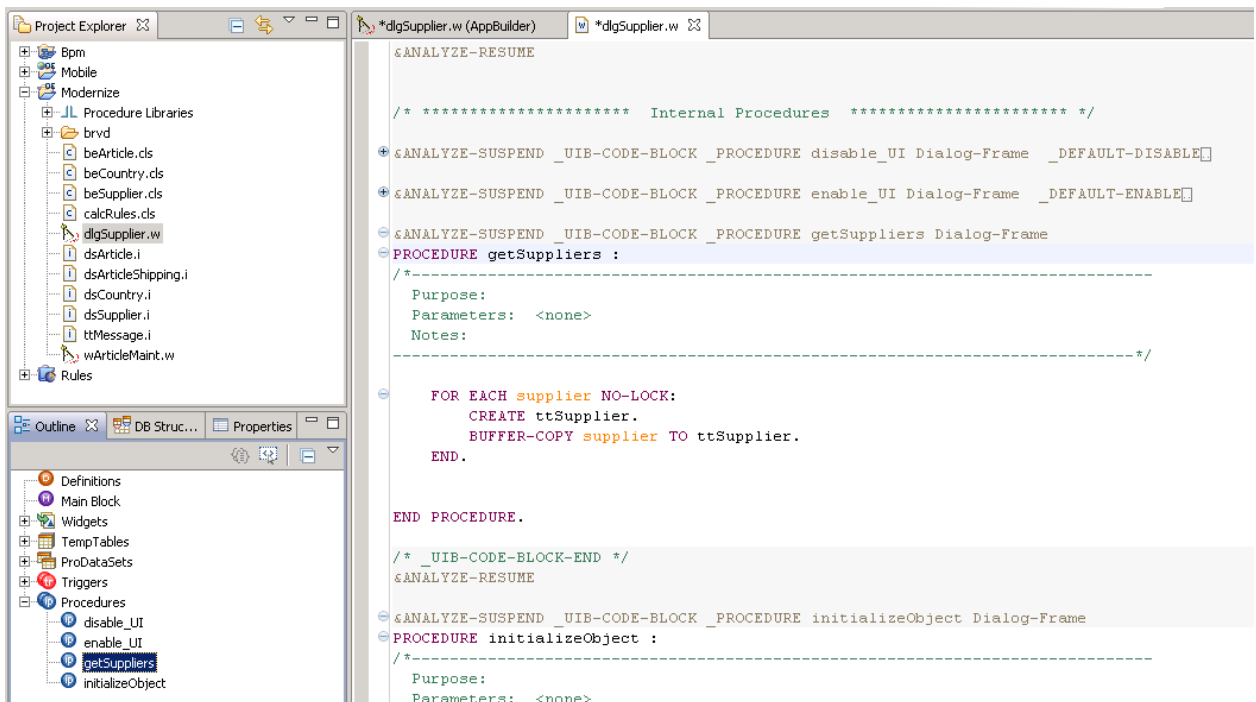 Project Explorer
Bpm
Mobile
Modernize
Procedure Libraries
brvd
beArticle.cls
beCountry.cls
beSupplier.cls
calcRules.cls
dlgSupplier.w
dsArticle.i
dsArticleShipping.i
dsCountry.i
dsSupplier.i
ttMessage.i
wArticleMaint.w
Rules
Outline DB Struc... Properties
Definitions
Main Block
Widgets
TempTables
ProDataSets
Triggers
Procedures
disable_UI
enable_UI
getSuppliers
initializeObject
*dlgSupplier.w (AppBuilder) *dlgSupplier.w
&ANALYZE-RESUME
/* ********************** Internal Procedures *********************** */
&ANALYZE-SUSPEND _UIB-CODE-BLOCK _PROCEDURE disable_UI Dialog-Frame _DEFAULT-DISABLE
&ANALYZE-SUSPEND _UIB-CODE-BLOCK _PROCEDURE enable_UI Dialog-Frame _DEFAULT-ENABLE
&ANALYZE-SUSPEND _UIB-CODE-BLOCK _PROCEDURE getSuppliers Dialog-Frame
PROCEDURE getSuppliers :
/*------------------------------------------------------------------------------
Purpose:
Parameters: <none>
Notes:
------------------------------------------------------------------------------*/
FOR EACH supplier NO-LOCK:
CREATE ttSupplier.
BUFFER-COPY supplier TO ttSupplier.
END.
END PROCEDURE.
/* _UIB-CODE-BLOCK-END */
&ANALYZE-RESUME
&ANALYZE-SUSPEND _UIB-CODE-BLOCK _PROCEDURE initializeObject Dialog-Frame
PROCEDURE initializeObject :
/*------------------------------------------------------------------------------
Purpose:
Parameters: <none>